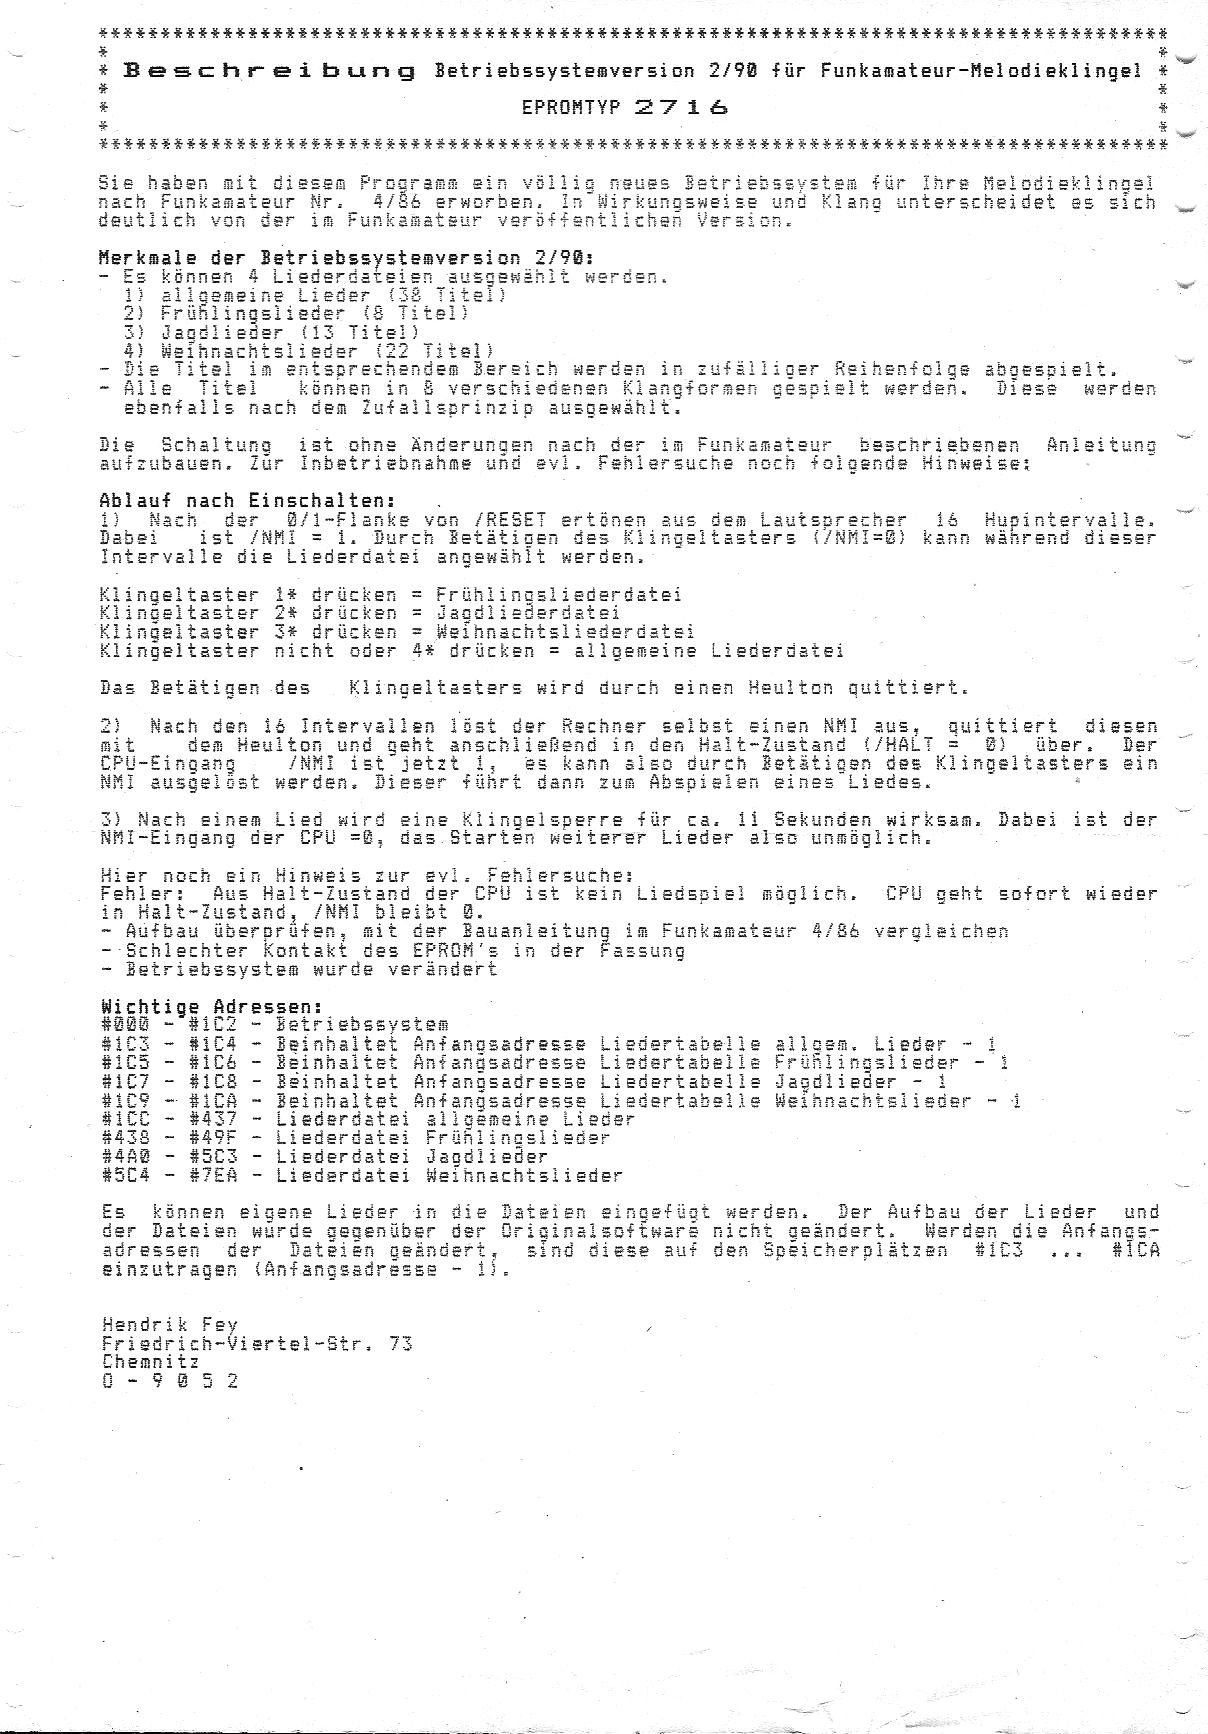 *************************************************************************************
* *
* Beschreibung Betriebssystemversion 2/90 für Funkamateur-Melodieklingel *
* *
* EPROMTYP 2716 *
* *
*************************************************************************************
Sie haben mit diesem Programm ein völlig neues Betriebssystem für Ihre Melodieklingel
nach Funkamateur Nr. 4/86 erworben. In Wirkungsweise und Klang unterscheidet es sich
deutlich von der im Funkamateur veröffentlichen Version.
Merkmale der Betriebssystemversion 2/90:
- Es können 4 Liederdateien ausgewählt werden.
1) allgemeine Lieder (38 Titel)
2) Frühlingslieder (8 Titel)
3) Jagdlieder (13 Titel)
4) Weihnachtslieder (22 Titel)
- Die Titel im entsprechendem Bereich werden in zufälliger Reihenfolge abgespielt.
- Alle Titel können in 8 verschiedenen Klangformen gespielt werden. Diese werden
ebenfalls nach dem Zufallsprinzip ausgewählt.
Die Schaltung ist ohne Änderungen nach der im Funkamateur beschriebenen Anleitung
aufzubauen. Zur Inbetriebnahme und evl. Fehlersuche noch folgende Hinweise:
Ablauf nach Einschalten:
1) Nach der 0/1-Flanke von /RESET ertönen aus dem Lautsprecher 16 Hupintervalle.
Dabei ist /NMI = 1. Durch Betätigen des Klingeltasters (/NMI=0) kann während dieser
Intervalle die Liederdatei angewählt werden.
Klingeltaster 1* drücken = Frühlingsliederdatei
Klingeltaster 2* drücken = Jagdliederdatei
Klingeltaster 3* drücken = Weihnachtsliederdatei
Klingeltaster nicht oder 4* drücken = allgemeine Liederdatei
Das Betätigen des Klingeltasters wird durch einen Heulton quittiert.
2) Nach den 16 Intervallen löst der Rechner selbst einen NMI aus, quittiert diesen
mit dem Heulton und geht anschließend in den Halt-Zustand (/HALT = 0) über. Der
CPU-Eingang /NMI ist jetzt 1, es kann also durch Betätigen des Klingeltasters ein
NMI ausgelöst werden. Dieser führt dann zum Abspielen eines Liedes.
3) Nach einem Lied wird eine Klingelsperre für ca. 11 Sekunden wirksam. Dabei ist der
NMI-Eingang der CPU =0, das Starten weiterer Lieder also unmöglich.
Hier noch ein Hinweis zur evl. Fehlersuche:
Fehler: Aus Halt-Zustand der CPU ist kein Liedspiel möglich. CPU geht sofort wieder
in Halt-Zustand, /NMI bleibt 0.
- Aufbau überprüfen, mit der Bauanleitung im Funkamateur 4/86 vergleichen
- Schlechter Kontakt des EPROM's in der Fassung
- Betriebssystem wurde verändert
Wichtige Adressen:
#000 - #1C2 - Betriebssystem
#1C3 - #1C4 - Beinhaltet Anfangsadresse Liedertabelle allgem. Lieder - 1
#1C5 - #1C6 - Beinhaltet Anfangsadresse Liedertabelle Frühlingslieder - 1
#1C7 - #1C8 - Beinhaltet Anfangsadresse Liedertabelle Jagdlieder - 1
#1C9 - #1CA - Beinhaltet Anfangsadresse Liedertabelle Weihnachtslieder - 1
#1CC - #437 - Liederdatei allgemeine Lieder
#438 - #49F - Liederdatei Frühlingslieder
#4A0 - #5C3 - Liederdatei Jagdlieder
#5C4 - #7EA - Liederdatei Weihnachtslieder
Es können eigene Lieder in die Dateien eingefügt werden. Der Aufbau der Lieder und
der Dateien wurde gegenüber der Originalsoftware nicht geändert. Werden die Anfangs-
adressen der Dateien geändert, sind diese auf den Speicherplätzen #1C3 ... #1CA
einzutragen (Anfangsadresse - 1).
Hendrik Fey
Friedrich-Viertel-Str. 73
Chemnitz
O - 9 0 5 2